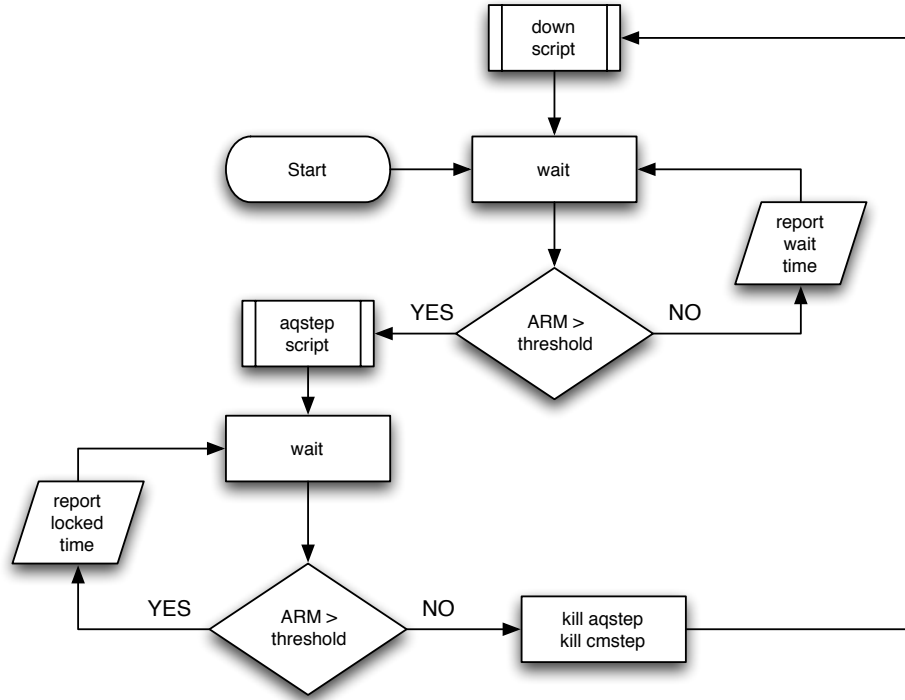 down
script
Start
wait
report
wait
time
YES
ARM >
threshold
NO
aqstep
script
wait
report
locked
time
YES
ARM >
threshold
NO
kill aqstep
kill cmstep